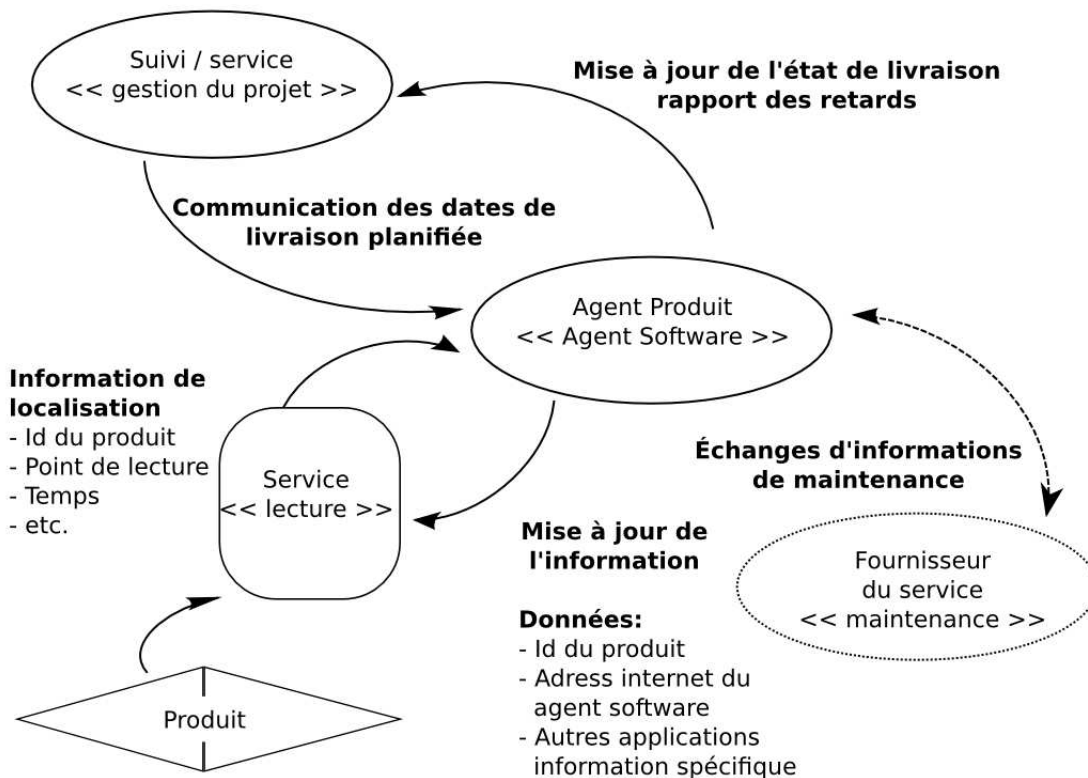 Suivi / service
<< gestion du projet >>
Mise à jour de l'état de livraison
rapport des retards
Communication des dates de
livraison planifiée
Agent Produit
<< Agent Software >>
Information de
localisation
- Id du produit
- Point de lecture
- Temps
- etc.
Service
<< lecture >>
Échanges d'informations
de maintenance
Mise à jour de
l'information
Données:
- Id du produit
- Adress internet du
agent software
- Autres applications
information spécifique
Fournisseur
du service
<< maintenance >>
Produit